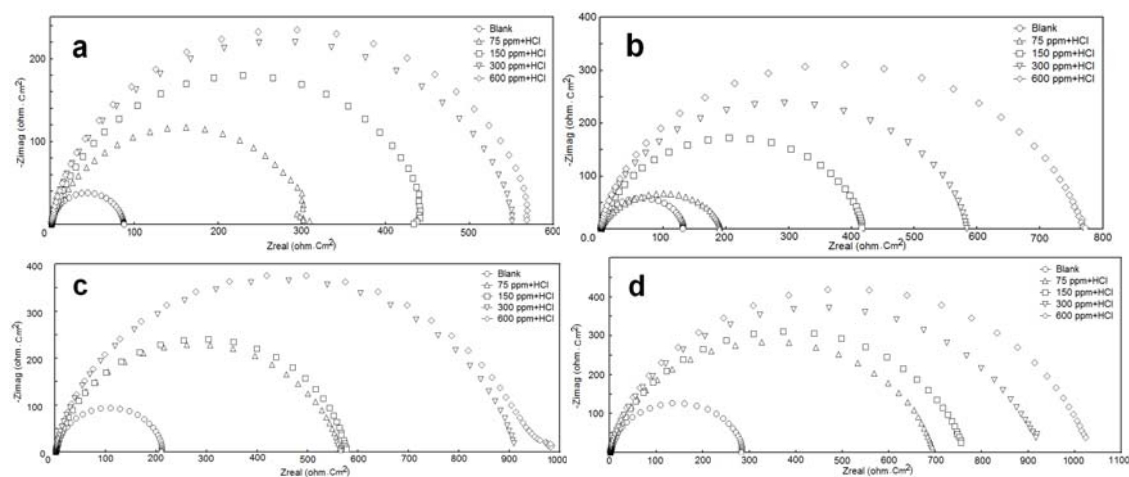 a
Blank
75 ppm+HCl
150 ppm+HCl
300 ppm+HCl
600 ppm+HCl
-Zimag (ohm.Cm²)
200
100
0
0 100 200 300 400 500 600
Zreal (ohm.Cm²)
b
Blank
75 ppm+HCl
150 ppm+HCl
300 ppm+HCl
600 ppm+HCl
-Zimag (ohm.Cm²)
400
300
200
100
0
0.0 100 200 300 400 500 600 700 800
Zreal (ohm.Cm²)
c
Blank
75 ppm+HCl
150 ppm+HCl
300 ppm+HCl
600 ppm+HCl
-Zimag (ohm.Cm²)
400
300
200
100
0
0.0 100 200 300 400 500 600 700 800 900 1000
Zreal (ohm.Cm²)
d
Blank
75 ppm+HCl
150 ppm+HCl
300 ppm+HCl
600 ppm+HCl
-Zimag (ohm.Cm²)
400
300
200
100
0
0 100 200 300 400 500 600 700 800 900 1000 1100
Zreal (ohm.Cm²)